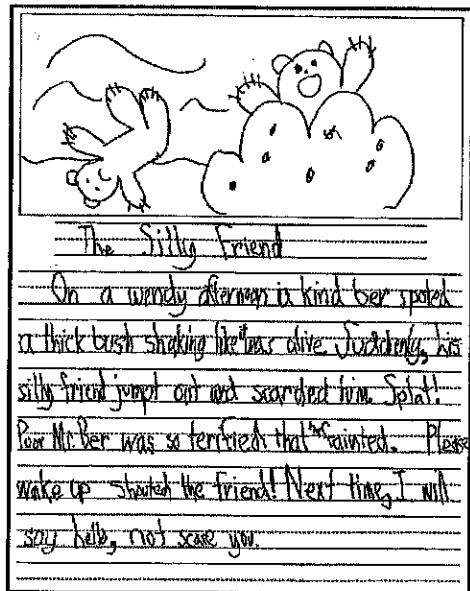 The Silly Friend
On a wendy afternoon a kind ber spoted
a thick bush shaking like it was alive. Suddenly, his
silly friend jumpt out and scarded him. Splat!
Poor Mr. Ber was so terrified that he fainted. Please
wake up shouted the friend! Next time, I will
say hello, not scare you.